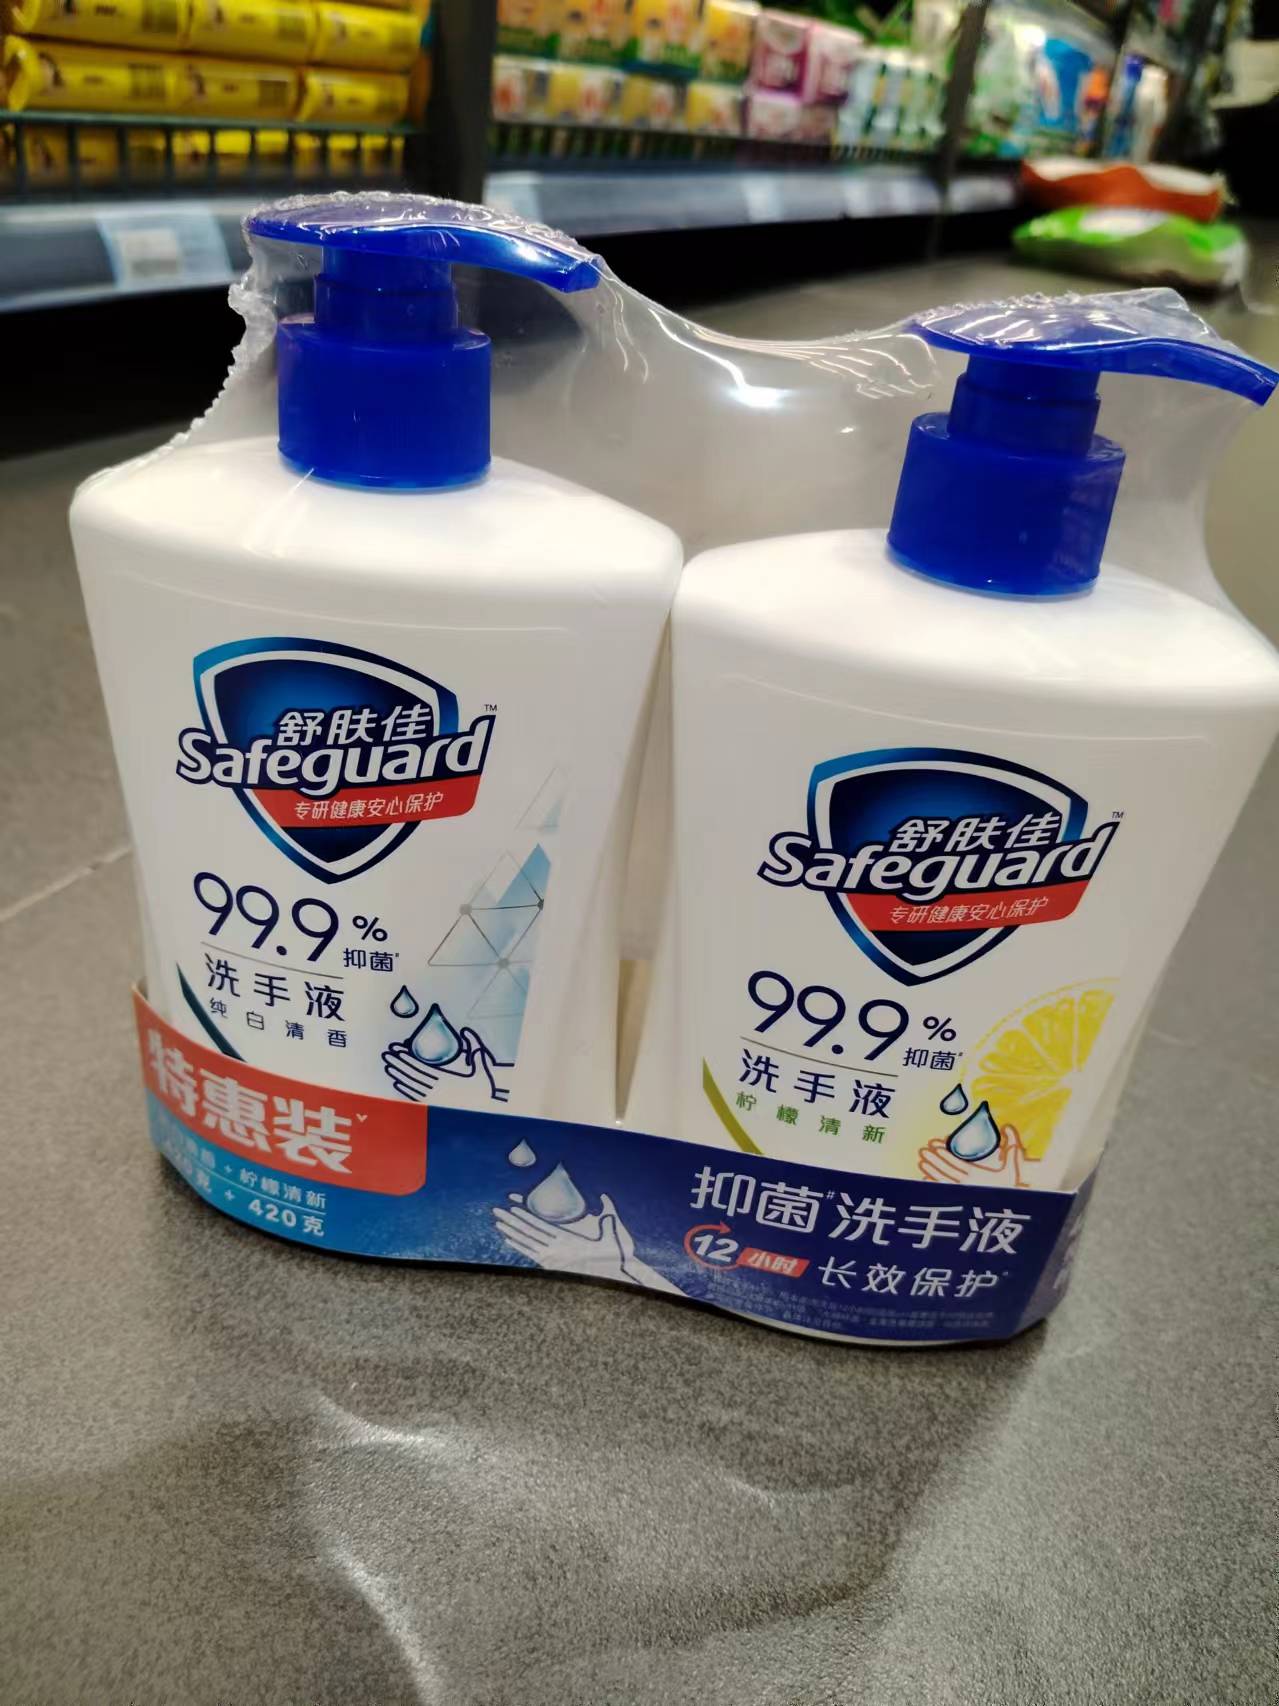 舒肤佳
Safeguard™
专研健康安心保护
99.9%
抑菌#
洗手液
纯白清香
舒肤佳
Safeguard™
专研健康安心保护
99.9%
抑菌#
洗手液
柠檬清新
特惠装
+柠檬清新
克+420克
抑菌#洗手液
12小时 长效保护